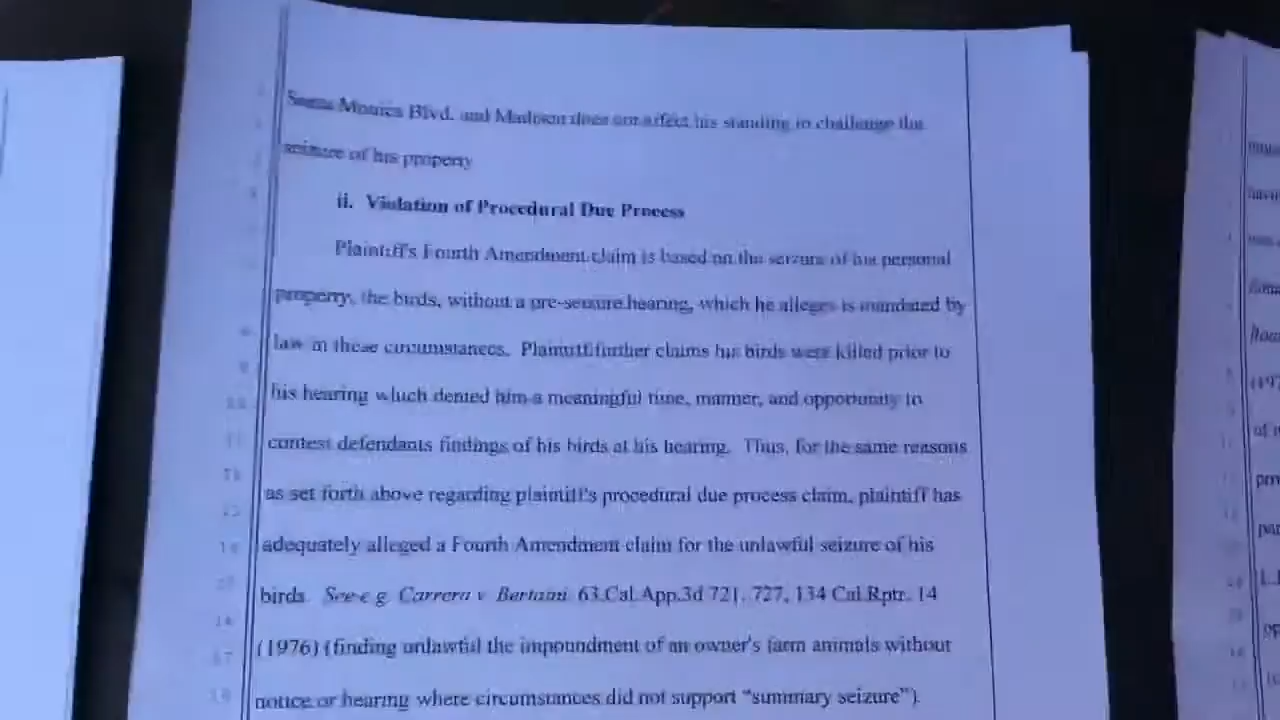 Santa Monica Blvd. and Madison does not affect his standing to challenge the
seizure of his property
ii. Violation of Procedural Due Process
Plaintiff's Fourth Amendment claim is based on the seizure of his personal
property, the birds, without a pre-seizure hearing, which he alleges is mandated by
law in these circumstances. Plaintiff further claims his birds were killed prior to
his hearing which denied him a meaningful time, manner, and opportunity to
contest defendants findings of his birds at his hearing. Thus, for the same reasons
as set forth above regarding plaintiff's procedural due process claim, plaintiff has
adequately alleged a Fourth Amendment claim for the unlawful seizure of his
birds. See e.g. Carrera v. Bertaini 63.Cal.App.3d 721, 727, 134 Cal.Rptr. 14
(1976) (finding unlawful the impoundment of an owner's farm animals without
notice or hearing where circumstances did not support “summary seizure”).